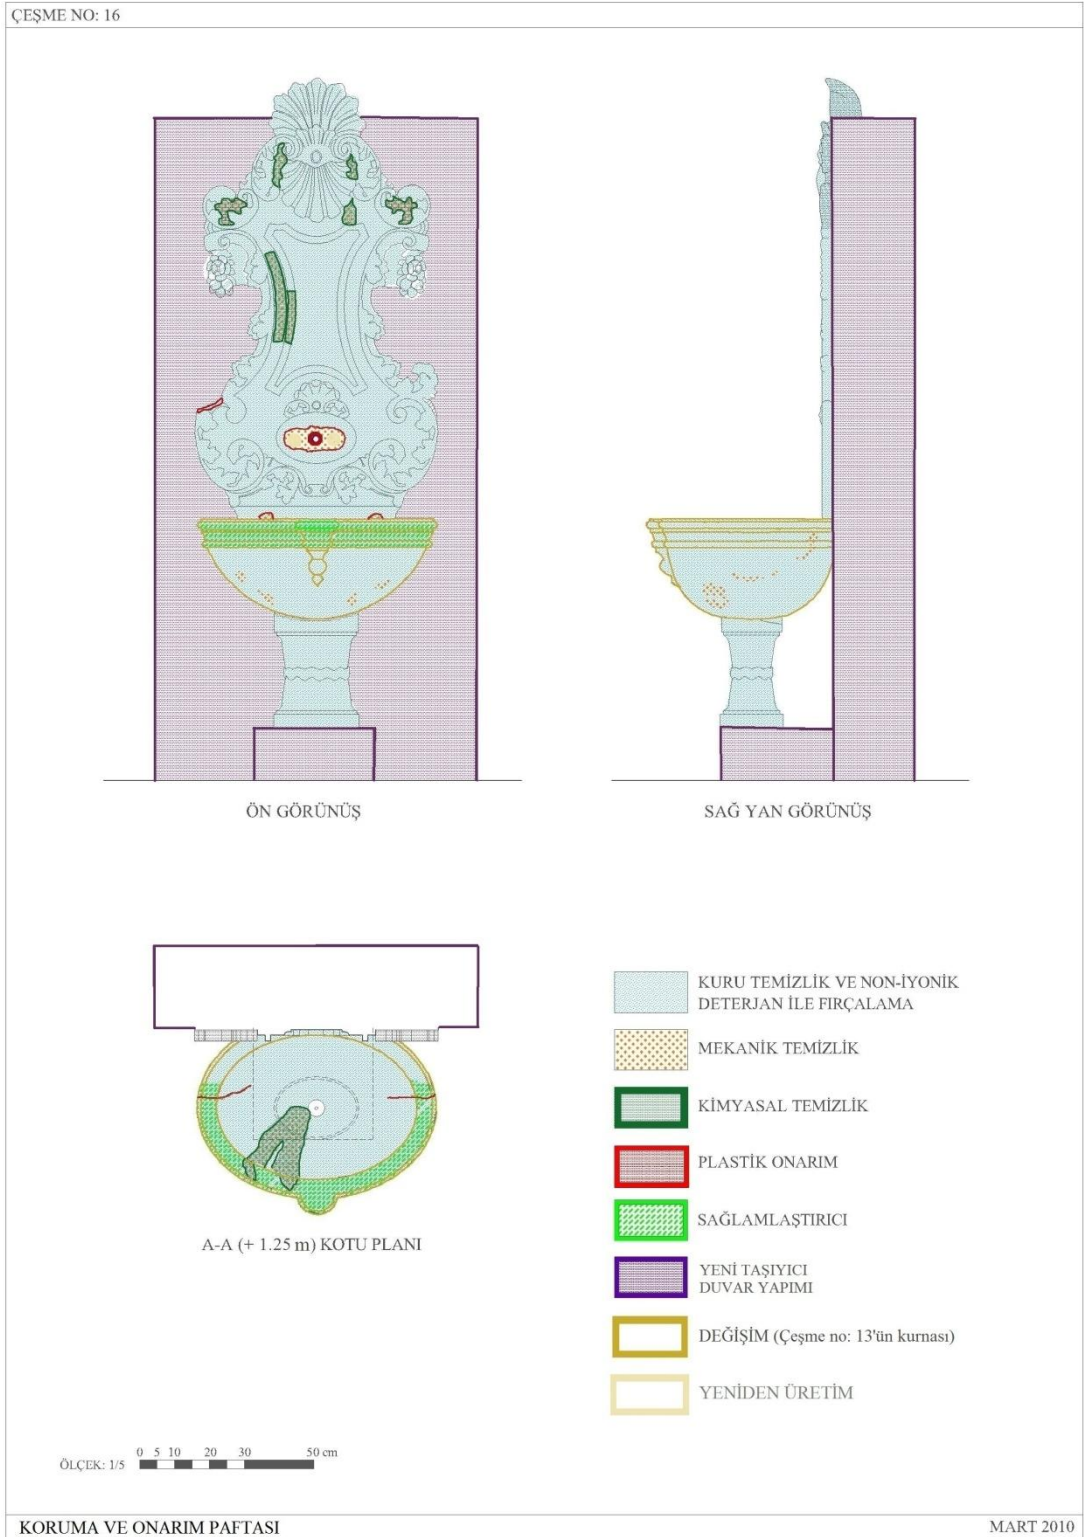 ÇEŞME NO: 16
ÖN GÖRÜNÜŞ
SAĞ YAN GÖRÜNÜŞ
KURU TEMİZLİK VE NON-İYONİK
DETERJAN İLE FIRÇALAMA
MEKANİK TEMİZLİK
KİMYASAL TEMİZLİK
PLASTİK ONARIM
SAĞLAMLAŞTIRICI
YENİ TAŞIYICI
DUVAR YAPIMI
DEĞİŞİM (Çeşme no: 13'ün kurnası)
YENİDEN ÜRETİM
A-A (+ 1.25 m) KOTU PLANI
ÖLÇEK: 1/5
0 5 10 20 30 50 cm
KORUMA VE ONARIM PAFTASI
MART 2010